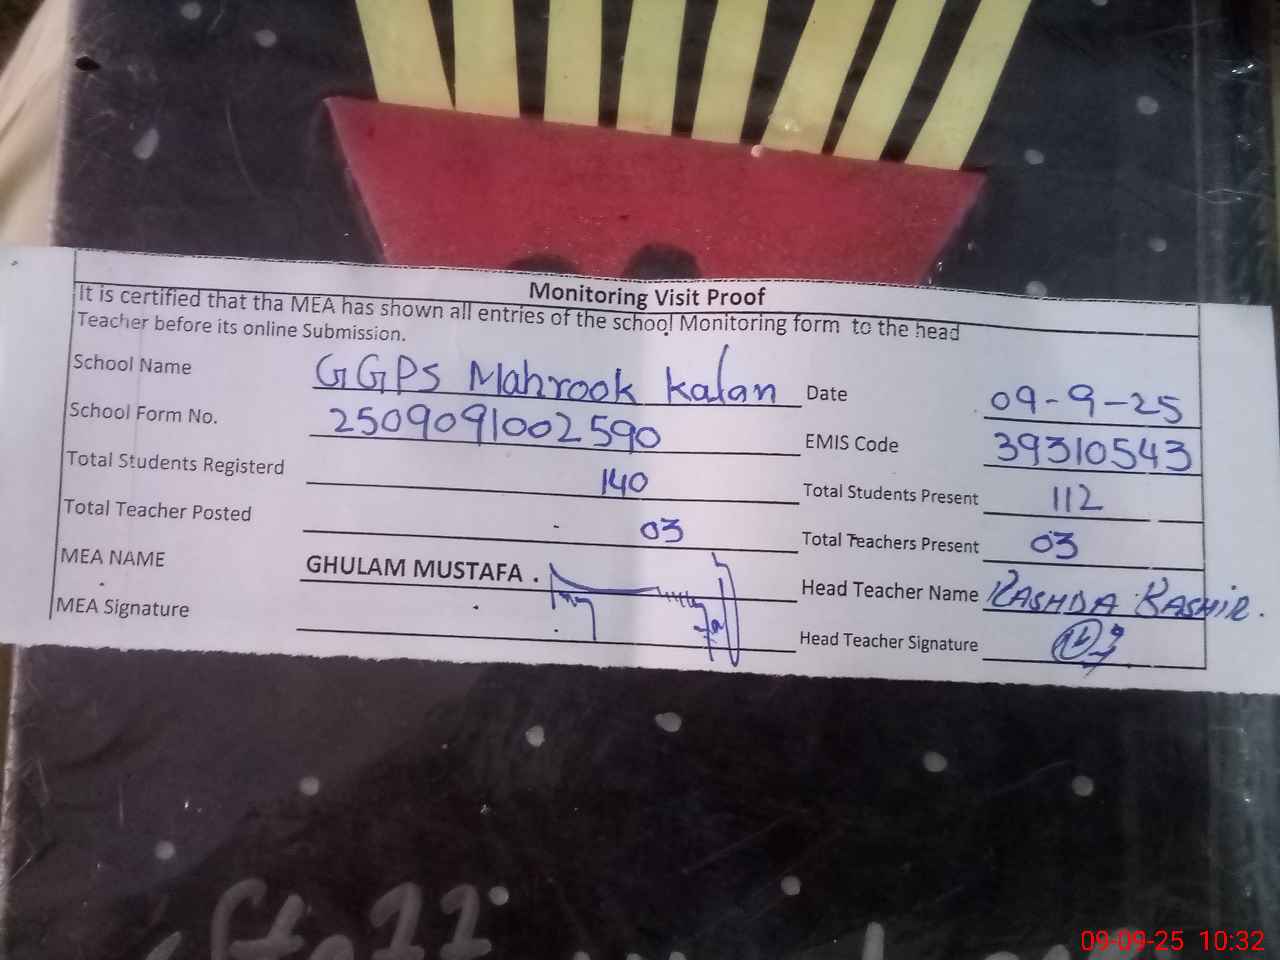 Monitoring Visit Proof
It is certified that tha MEA has shown all entries of the school Monitoring form to the head
Teacher before its online Submission.
School Name GGPS Mahrook Kalan Date 09-9-25
School Form No. 2509091002590 EMIS Code 39310543
Total Students Registerd 140 Total Students Present 112
Total Teacher Posted 03 Total Teachers Present 03
MEA NAME GHULAM MUSTAFA . Head Teacher Name RASHDA BASHIR.
MEA Signature Head Teacher Signature
09-09-25 10:32